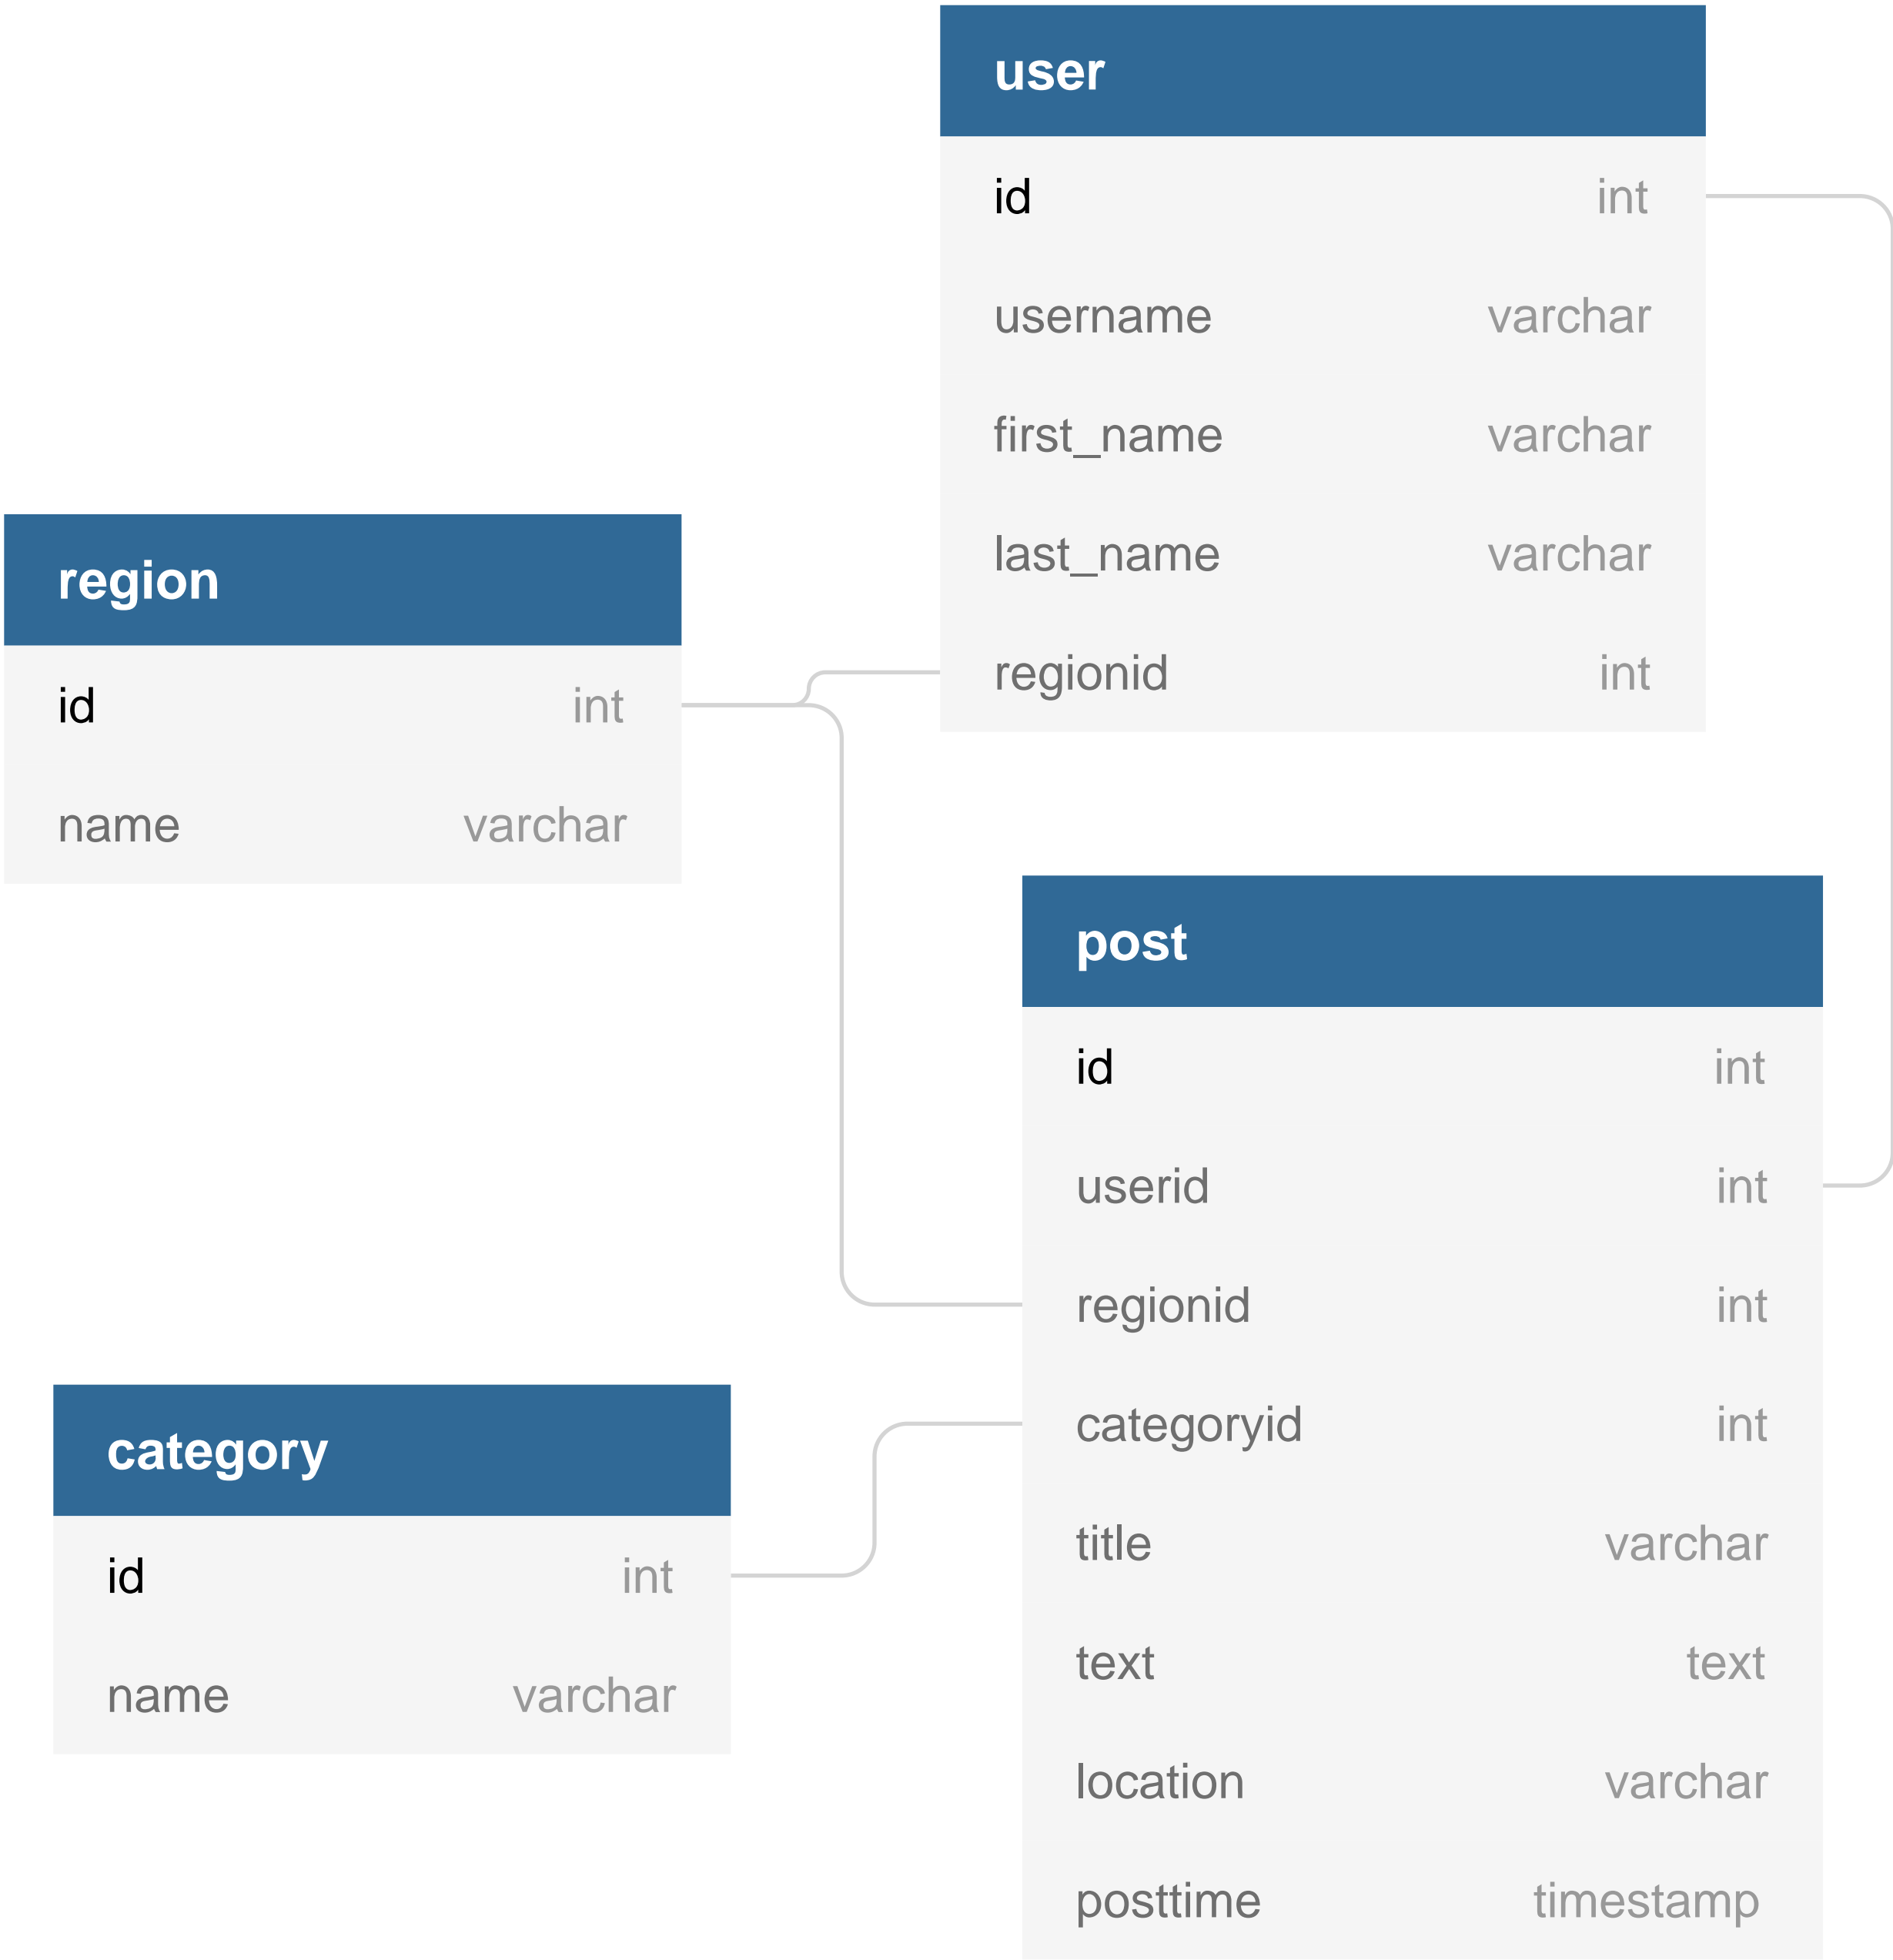 user
id int
username varchar
first_name varchar
last_name varchar
regionid int
region
id int
name varchar
post
id int
userid int
regionid int
categoryid int
title varchar
text text
location varchar
posttime timestamp
category
id int
name varchar